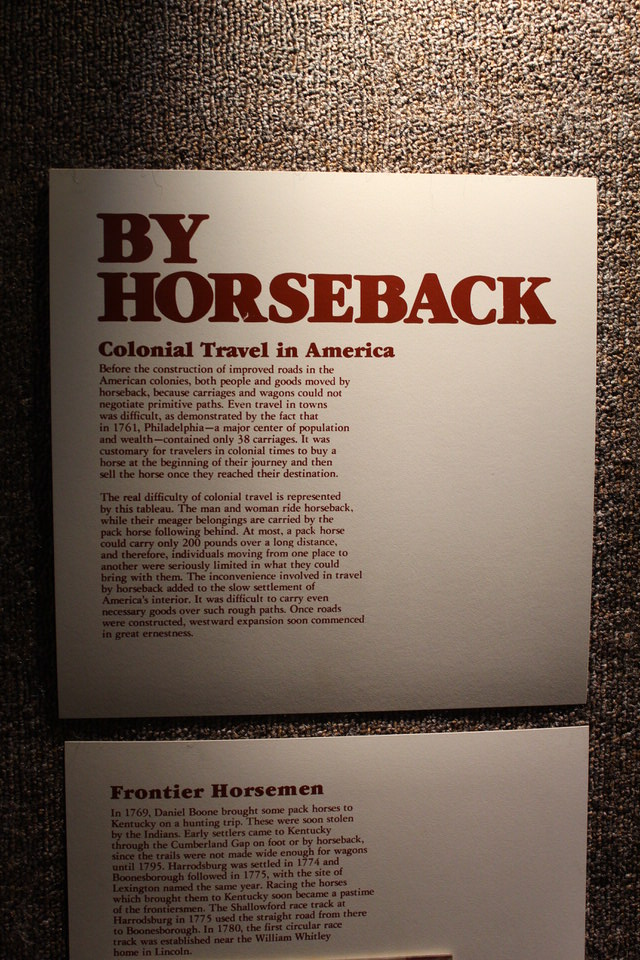 BY
HORSEBACK
Colonial Travel in America
Before the construction of improved roads in the
American colonies, both people and goods moved by
horseback, because carriages and wagons could not
negotiate primitive paths. Even travel in towns
was difficult, as demonstrated by the fact that
in 1761, Philadelphia—a major center of population
and wealth—contained only 38 carriages. It was
customary for travelers in colonial times to buy a
horse at the beginning of their journey and then
sell the horse once they reached their destination.
The real difficulty of colonial travel is represented
by this tableau. The man and woman ride horseback,
while their meager belongings are carried by the
pack horse following behind. At most, a pack horse
could carry only 200 pounds over a long distance,
and therefore, individuals moving from one place to
another were seriously limited in what they could
bring with them. The inconvenience involved in travel
by horseback added to the slow settlement of
America's interior. It was difficult to carry even
necessary goods over such rough paths. Once roads
were constructed, westward expansion soon commenced
in great ernestness.
Frontier Horsemen
In 1769, Daniel Boone brought some pack horses to
Kentucky on a hunting trip. These were soon stolen
by the Indians. Early settlers came to Kentucky
through the Cumberland Gap on foot or by horseback,
since the trails were not made wide enough for wagons
until 1795. Harrodsburg was settled in 1774 and
Boonesborough followed in 1775, with the site of
Lexington named the same year. Racing the horses
which brought them to Kentucky soon became a pastime
of the frontiersmen. The Shallowford race track at
Harrodsburg in 1775 used the straight road from there
to Boonesborough. In 1780, the first circular race
track was established near the William Whitley
home in Lincoln.